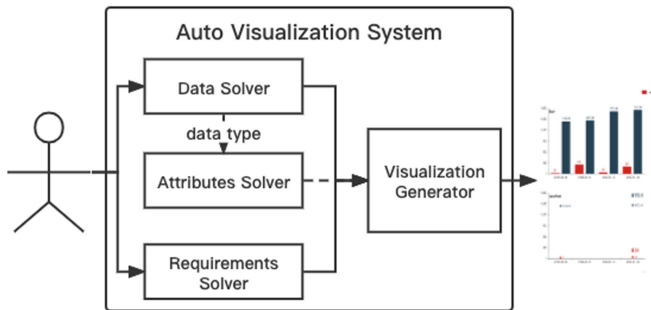 Auto Visualization System
Data Solver
data type
Attributes Solver
Visualization
Generator
Requirements
Solver